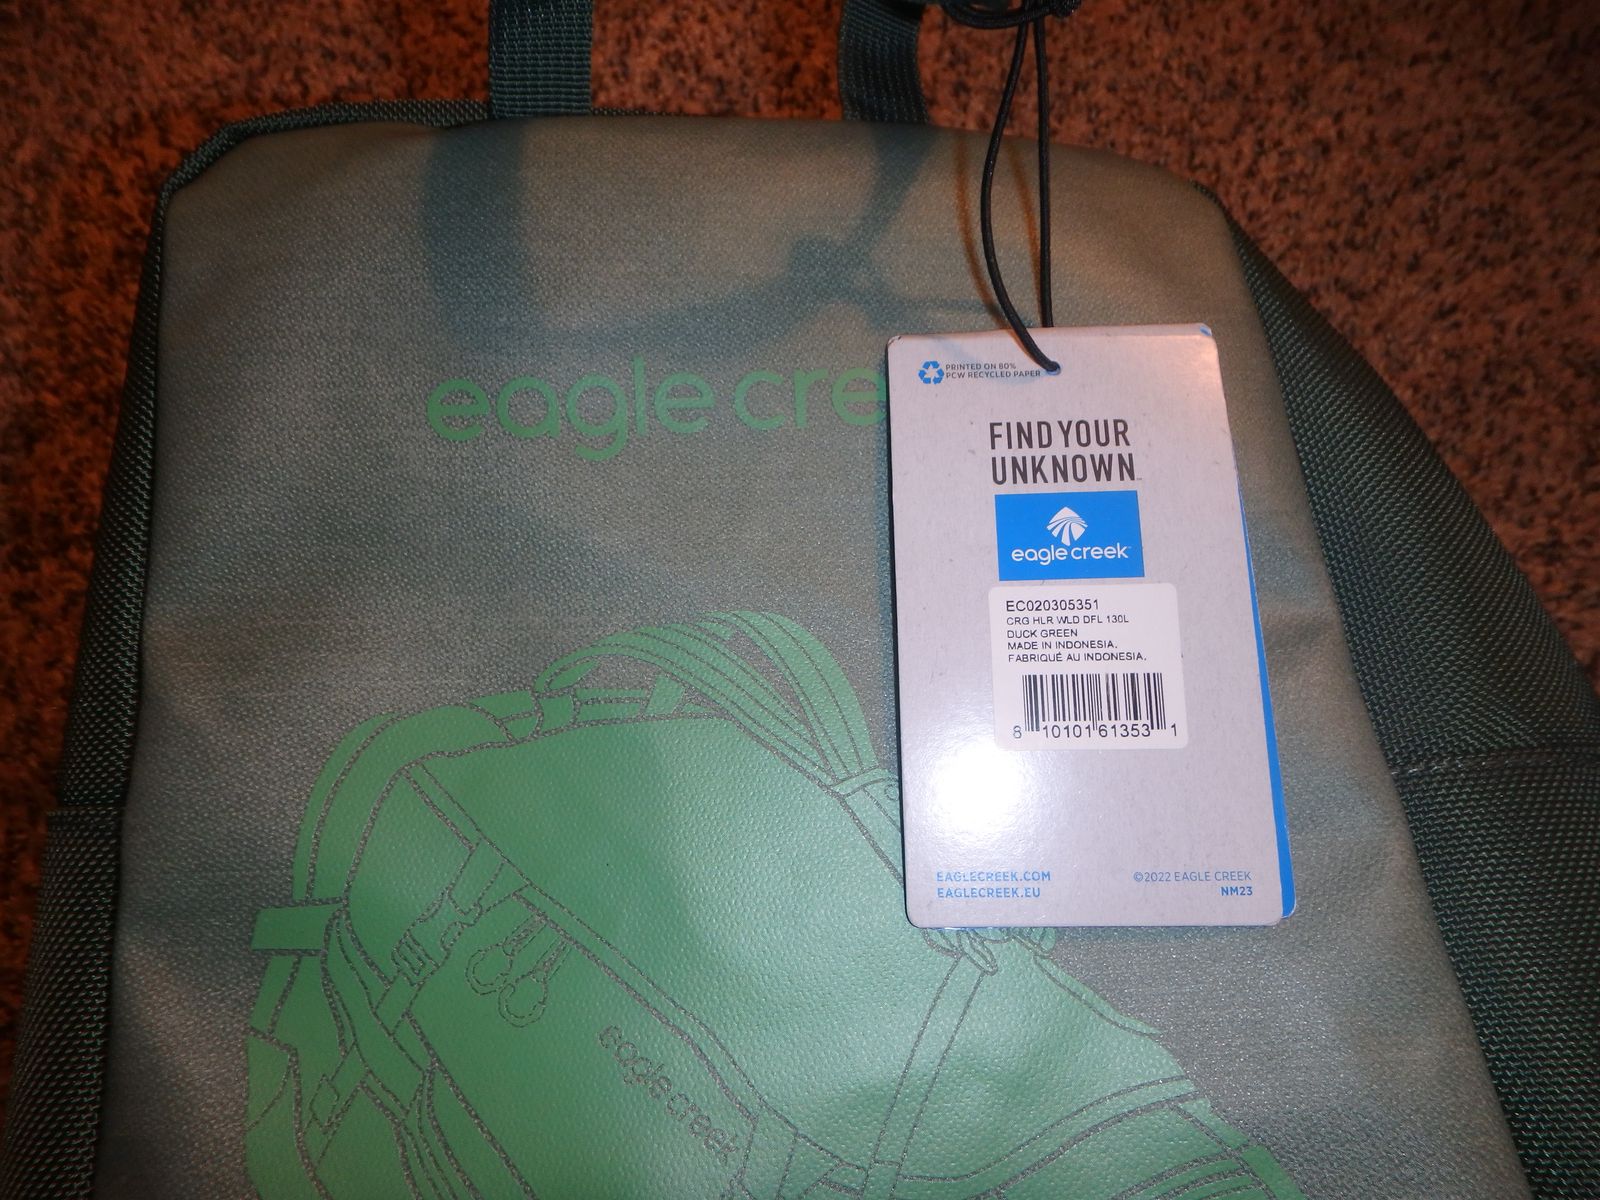 eagle cre
PRINTED ON 80%
PCW RECYCLED PAPER
FIND YOUR
UNKNOWN™
eagle creek™
EC020305351
CRG HLR WLD DFL 130L
DUCK GREEN
MADE IN INDONESIA.
FABRIQUÉ AU INDONESIA.
8 10101 61353 1
EAGLECREEK.COM
EAGLECREEK.EU
©2022 EAGLE CREEK
NM23
eagle creek